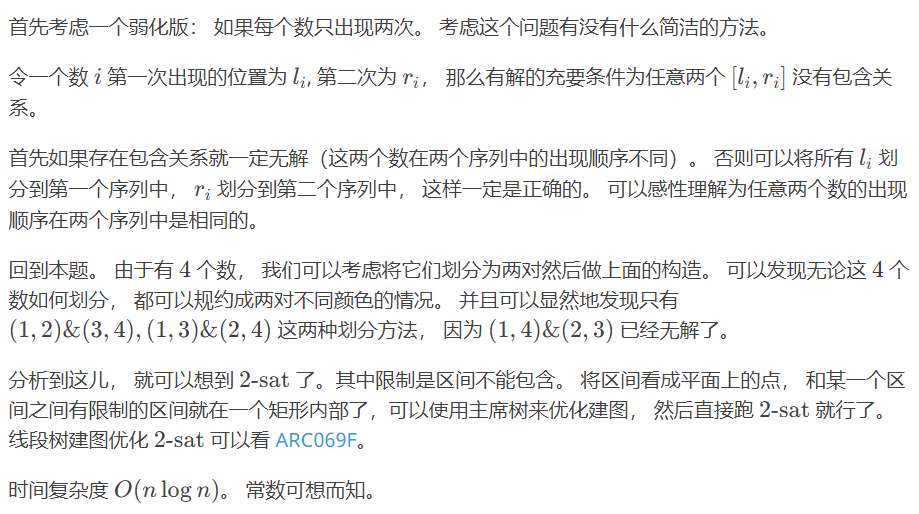 首先考虑一个弱化版： 如果每个数只出现两次。 考虑这个问题有没有什么简洁的方法。
令一个数 i 第一次出现的位置为 l_i, 第二次为 r_i， 那么有解的充要条件为任意两个 [l_i, r_i] 没有包含关
系。
首先如果存在包含关系就一定无解（这两个数在两个序列中的出现顺序不同）。 否则可以将所有 l_i 划
分到第一个序列中， r_i 划分到第二个序列中， 这样一定是正确的。 可以感性理解为任意两个数的出现
顺序在两个序列中是相同的。
回到本题。 由于有 4 个数， 我们可以考虑将它们划分为两对然后做上面的构造。 可以发现无论这 4 个
数如何划分， 都可以规约成两对不同颜色的情况。 并且可以显然地发现只有
(1, 2)&(3, 4), (1, 3)&(2, 4) 这两种划分方法， 因为 (1, 4)&(2, 3) 已经无解了。
分析到这儿， 就可以想到 2-sat 了。其中限制是区间不能包含。 将区间看成平面上的点， 和某一个区
间之间有限制的区间就在一个矩形内部了，可以使用主席树来优化建图， 然后直接跑 2-sat 就行了。
线段树建图优化 2-sat 可以看 ARC069F。
时间复杂度 O(n log n)。 常数可想而知。